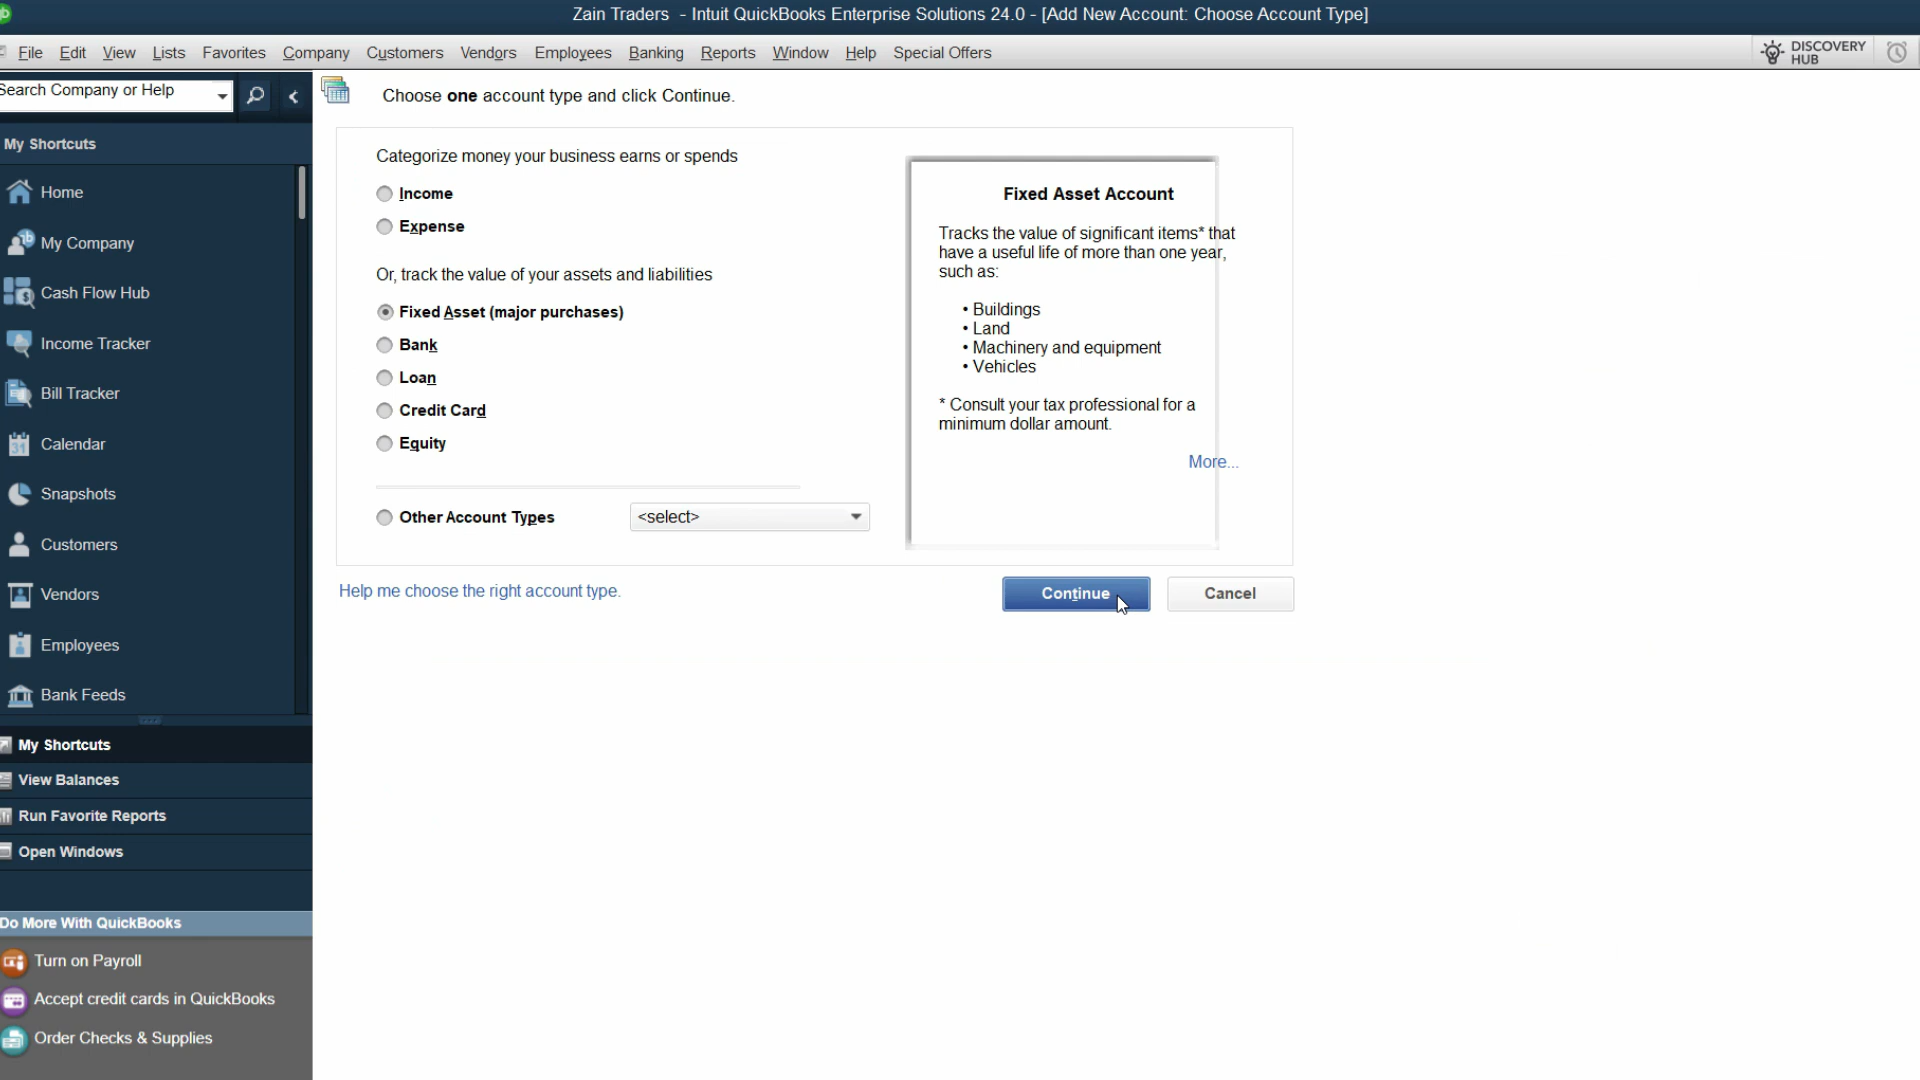 Zain Traders - Intuit QuickBooks Enterprise Solutions 24.0 - [Add New Account: Choose Account Type]
File Edit View Lists Favorites Company Customers Vendors Employees Banking Reports Window Help Special Offers
DISCOVERY
HUB
Search Company or Help
My Shortcuts
Home
My Company
Cash Flow Hub
Income Tracker
Bill Tracker
31 Calendar
Snapshots
Customers
Vendors
Employees
Bank Feeds
My Shortcuts
View Balances
Run Favorite Reports
Open Windows
Do More With QuickBooks
Turn on Payroll
Accept credit cards in QuickBooks
Order Checks & Supplies
Choose one account type and click Continue.
Categorize money your business earns or spends
Income
Expense
Or, track the value of your assets and liabilities
Fixed Asset (major purchases)
Bank
Loan
Credit Card
Equity
Other Account Types <select>
Fixed Asset Account
Tracks the value of significant items* that
have a useful life of more than one year,
such as:
• Buildings
• Land
• Machinery and equipment
• Vehicles
* Consult your tax professional for a
minimum dollar amount.
More...
Help me choose the right account type.
Continue
Cancel